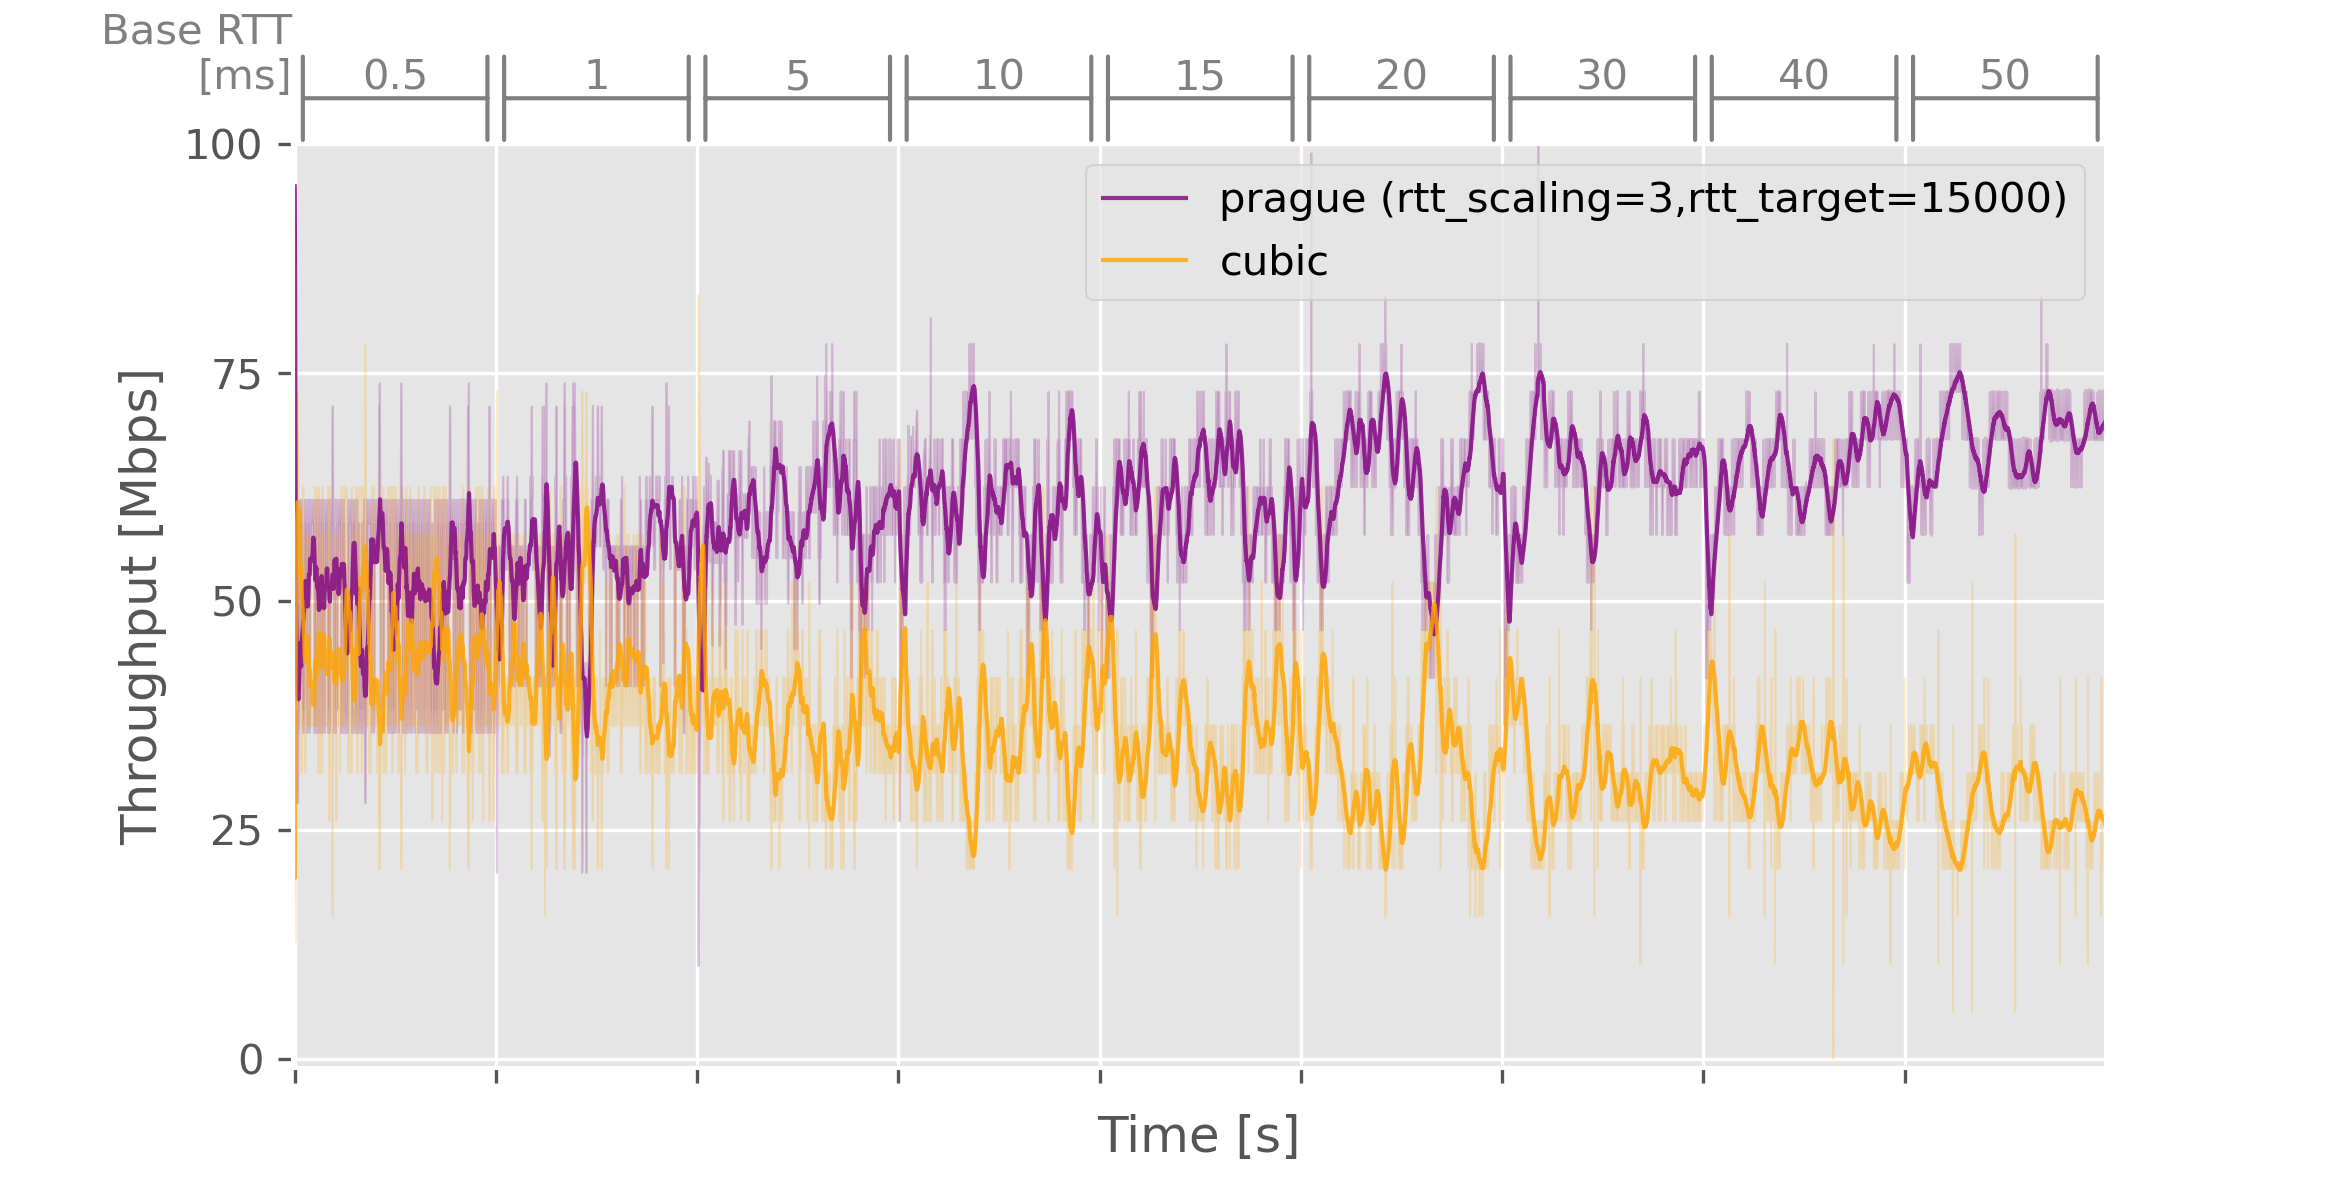 Base RTT
[ms] 0.5 1 5 10 15 20 30 40 50
100
prague (rtt_scaling=3,rtt_target=15000)
cubic
75
50
25
0
Throughput [Mbps]
Time [s]